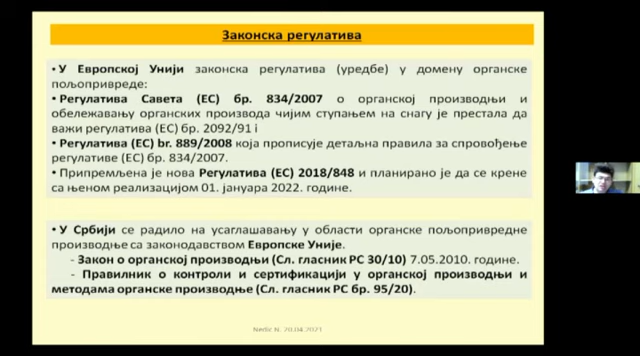 Законска регулатива
• У Европској Унији законска регулатива (уредбе) у домену органске
пољопривреде:
• Регулатива Савета (ЕС) бр. 834/2007 о органској производњи и
обележавању органских производа чијим ступањем на снагу је престала да
важи регулатива (ЕС) бр. 2092/91 і
• Регулатива (ЕС) br. 889/2008 која прописује детаљна правила за спровођење
регулативе (ЕС) бр. 834/2007.
• Припремљена је нова Регулатива (ЕС) 2018/848 и планирано је да се крене
са њеном реализацијом 01. јануара 2022. године.
• У Србији се радило на усаглашавању у области органске пољопривредне
производње са законодавством Европске Уније.
- Закон о органској производњи (Сл. гласник РС 30/10) 7.05.2010. године.
- Правилник о контроли и сертификацији у органској производњи и
методама органске производње (Сл. гласник РС бр. 95/20).
Nedić N. 20.04.2021